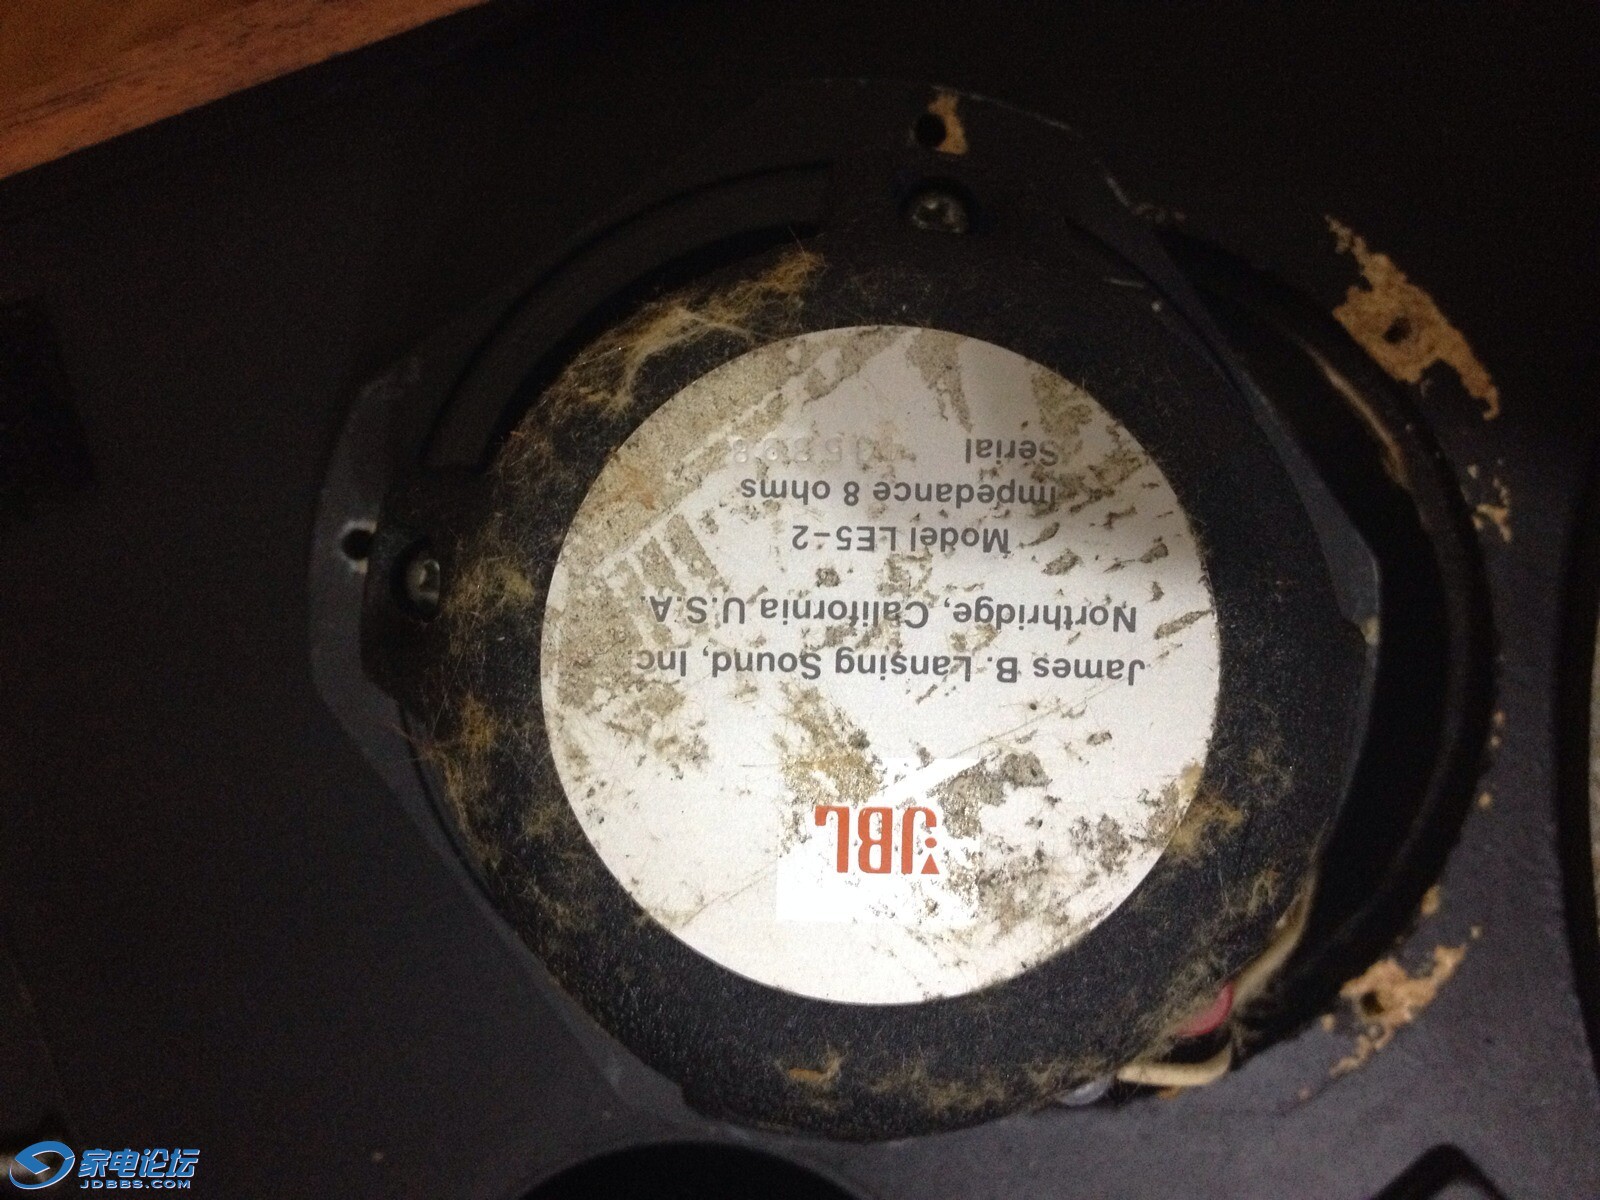 JBL
James B. Lansing Sound, Inc
Northridge, California U.S.A.
Model LE5-2
Impedance 8 ohms
Serial
家电论坛
JDBBS.COM